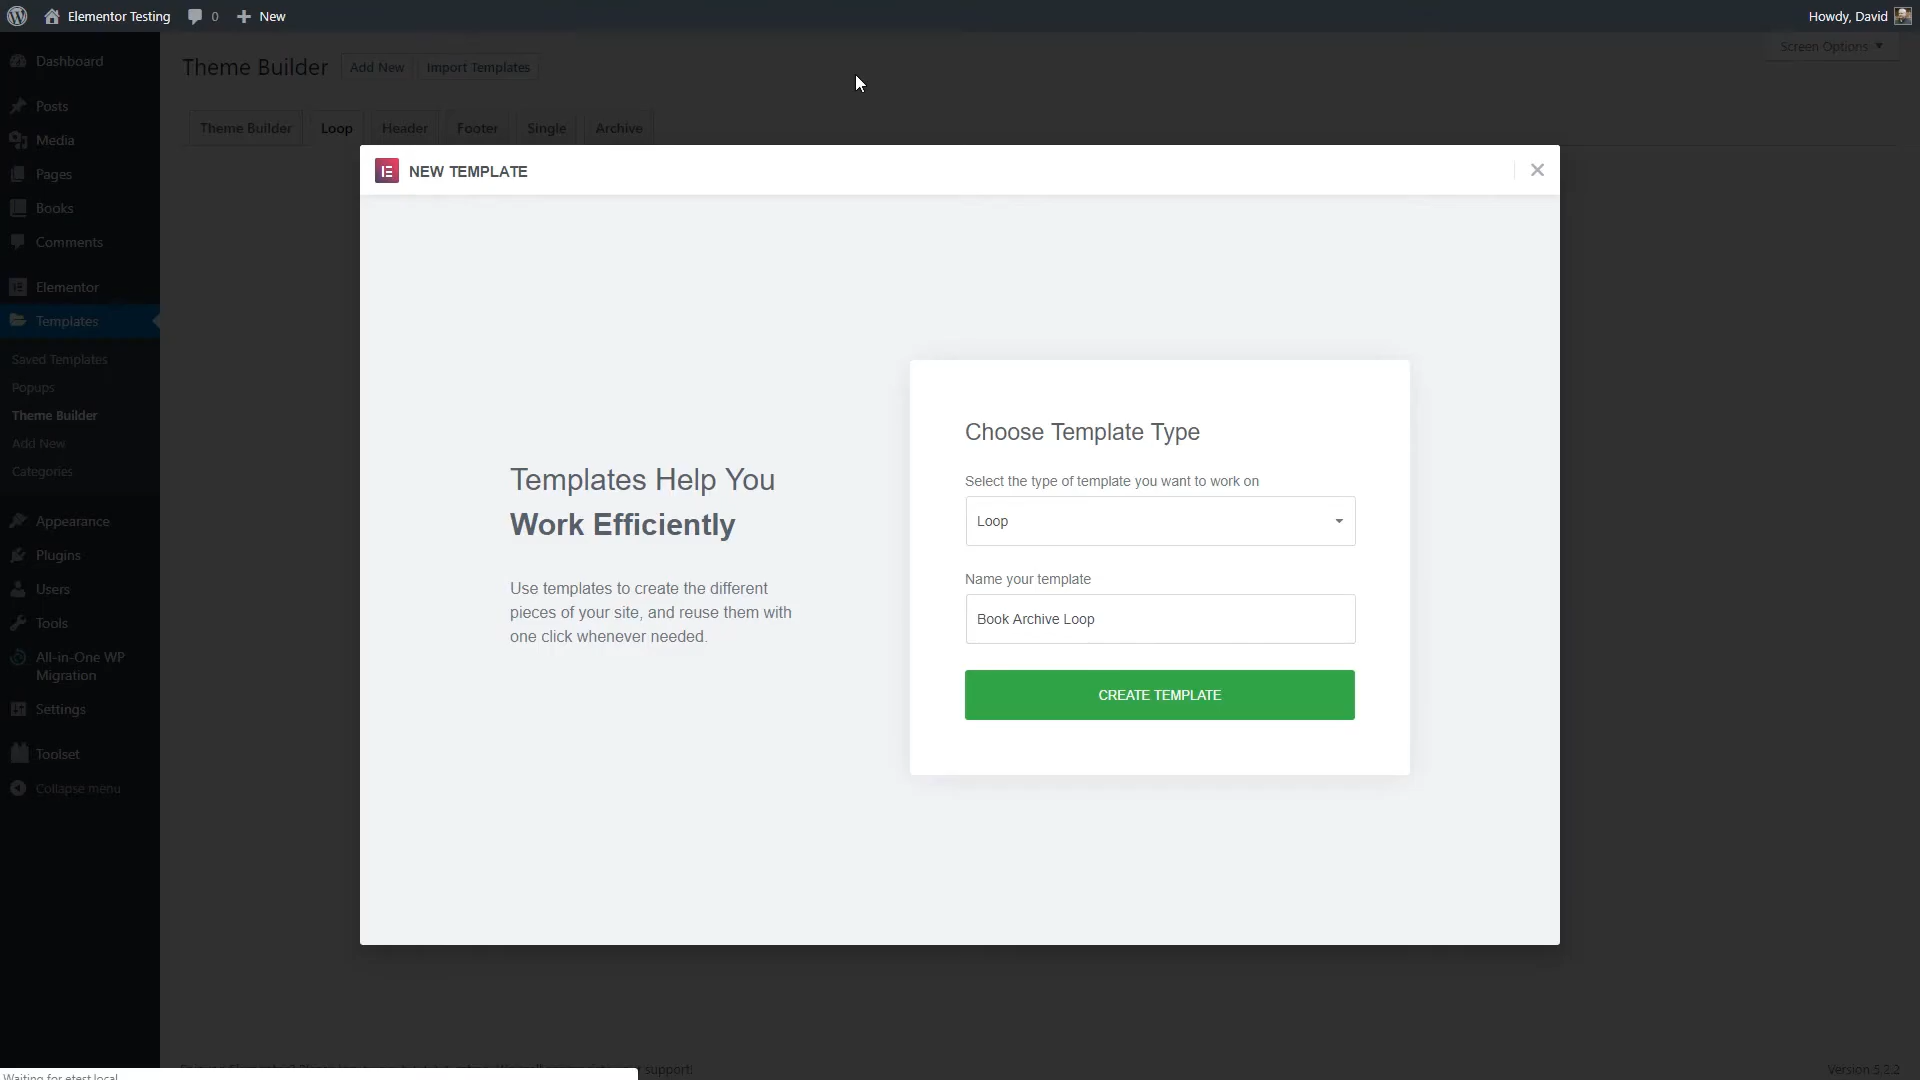 Elementor Testing
0
New
Howdy, David
Screen Options
Dashboard
Posts
Media
Pages
Books
Comments
Elementor
Templates
Saved Templates
Popups
Theme Builder
Add New
Categories
Appearance
Plugins
Users
Tools
All-in-One WP
Migration
Settings
Toolset
Collapse menu
Theme Builder
Add New
Import Templates
Theme Builder
Loop
Header
Footer
Single
Archive
NEW TEMPLATE
Templates Help You
Work Efficiently
Use templates to create the different
pieces of your site, and reuse them with
one click whenever needed.
Choose Template Type
Select the type of template you want to work on
Loop
Name your template
Book Archive Loop
CREATE TEMPLATE
support!
Version 5.2.2
Waiting for etest.local